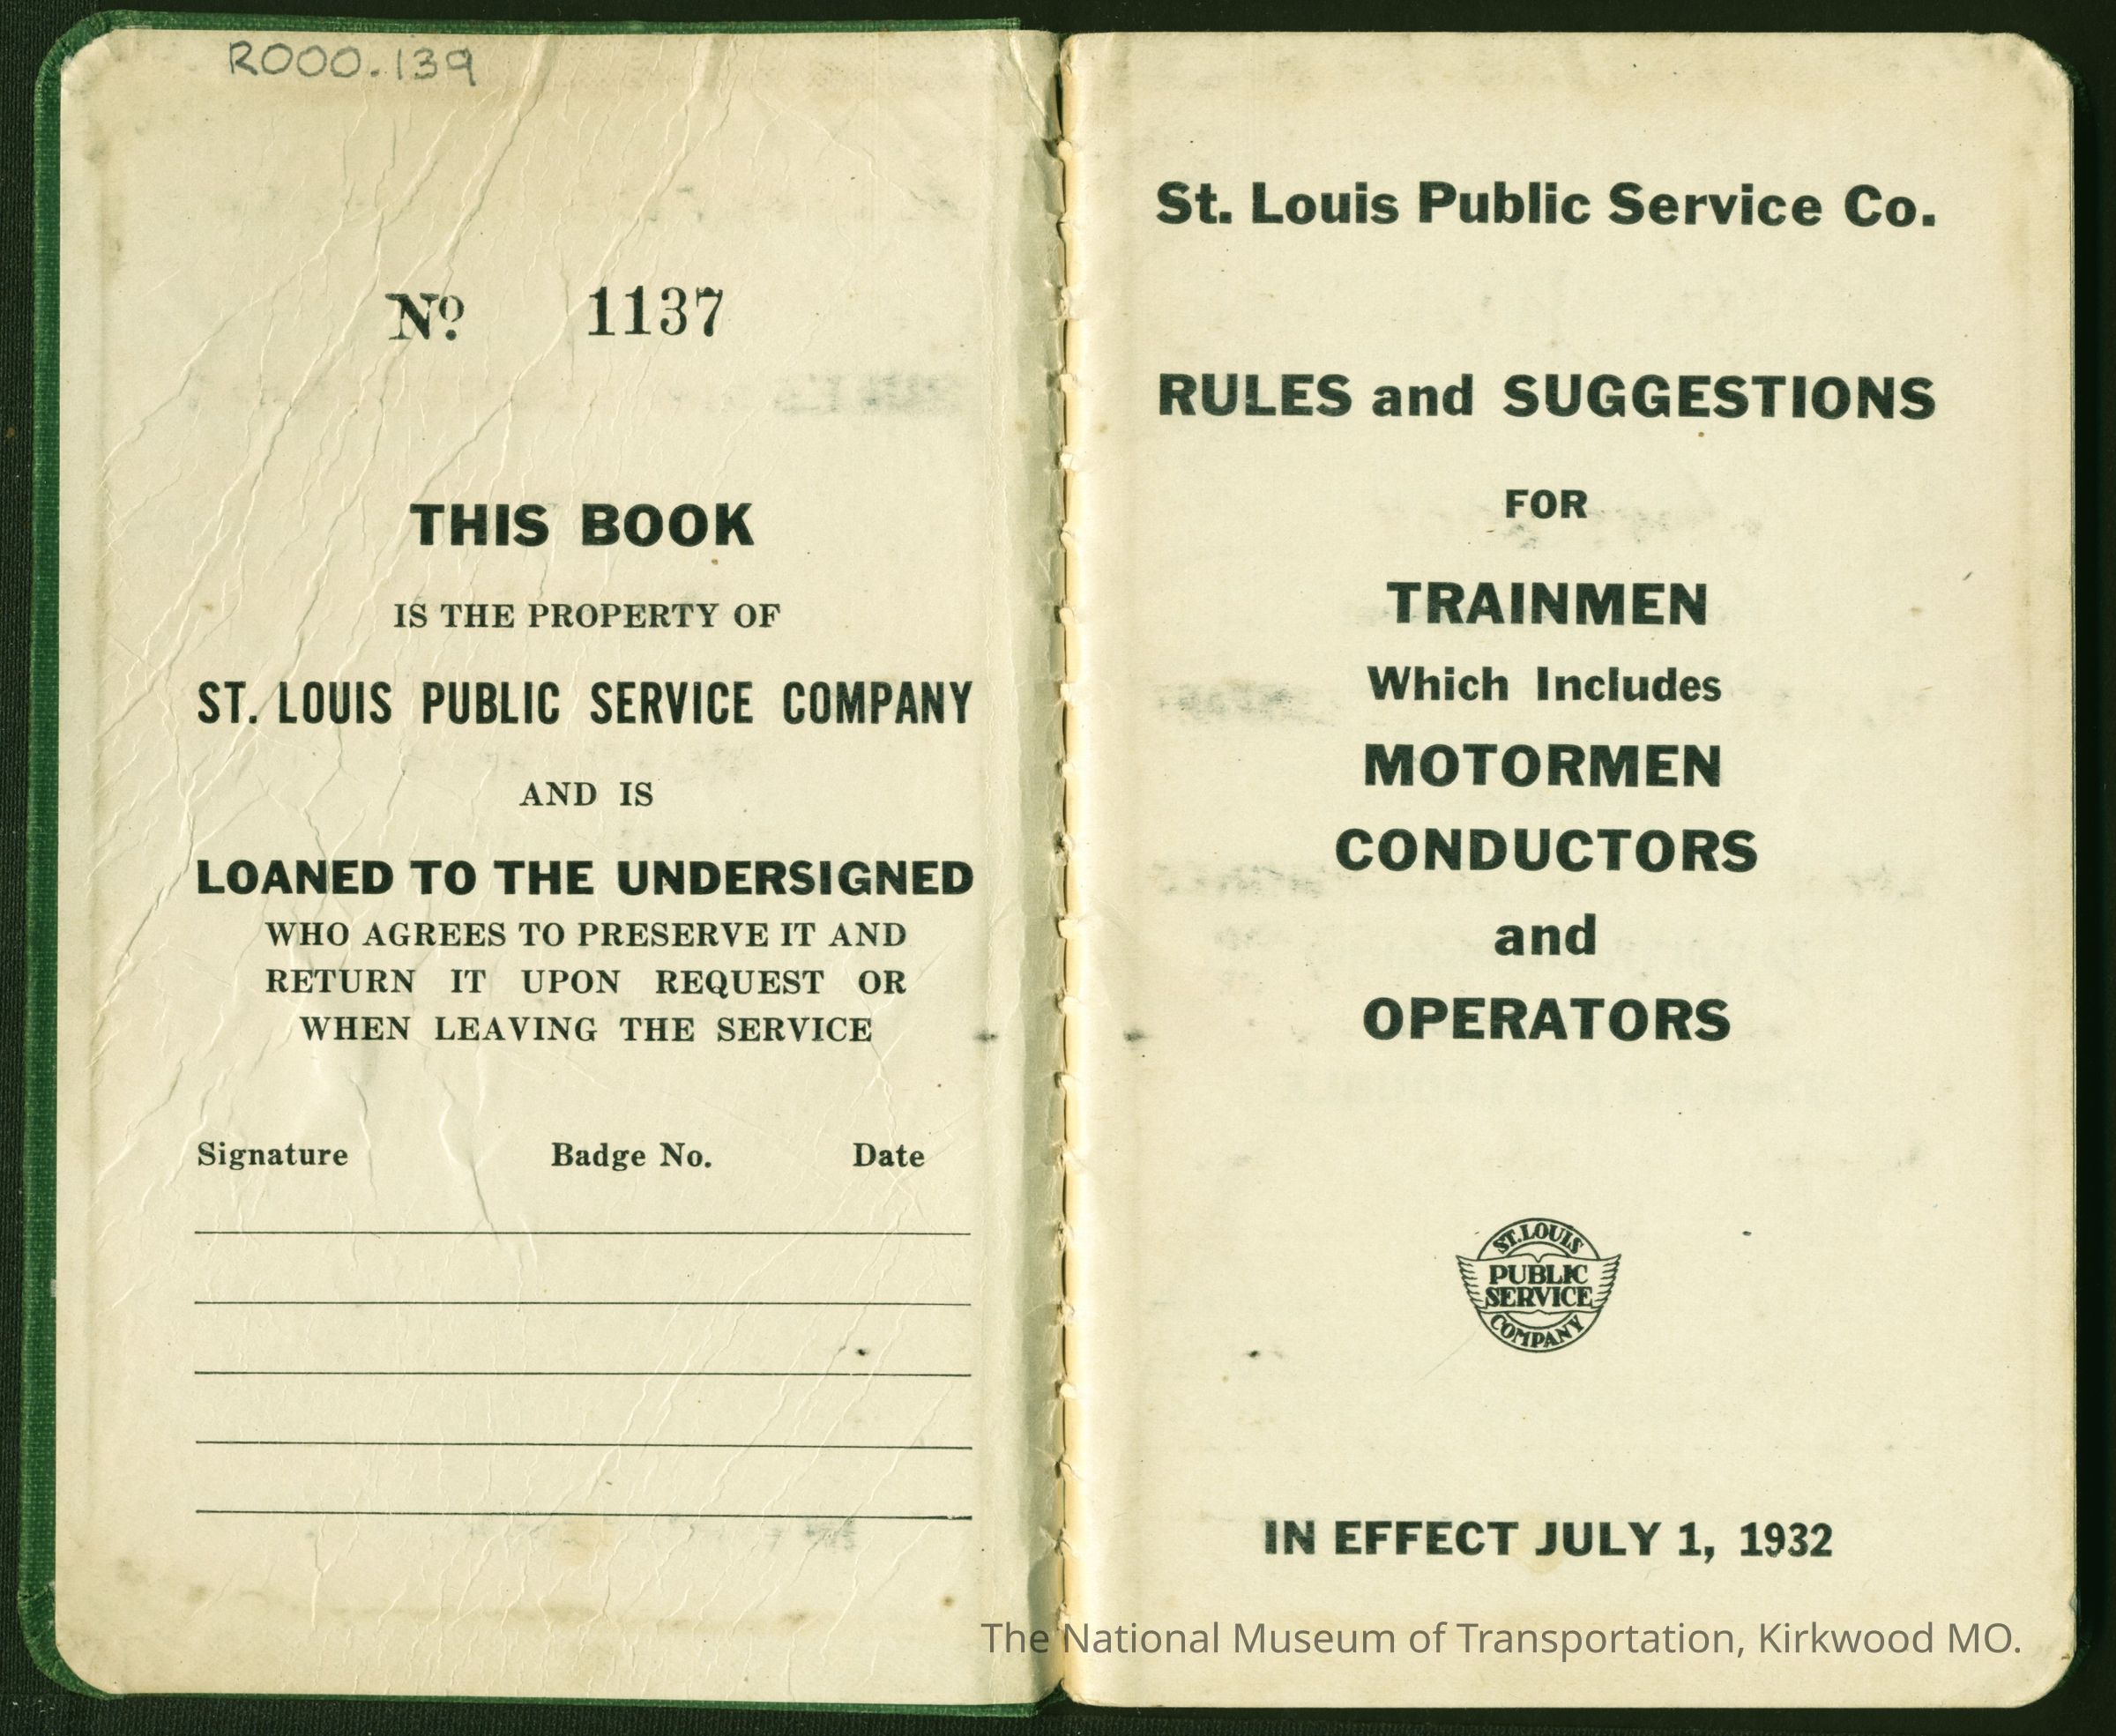 R000.139
No 1137
THIS BOOK
IS THE PROPERTY OF
ST. LOUIS PUBLIC SERVICE COMPANY
AND IS
LOANED TO THE UNDERSIGNED
WHO AGREES TO PRESERVE IT AND
RETURN IT UPON REQUEST OR
WHEN LEAVING THE SERVICE
Signature Badge No. Date
St. Louis Public Service Co.
RULES and SUGGESTIONS
FOR
TRAINMEN
Which Includes
MOTORMEN
CONDUCTORS
and
OPERATORS
ST. LOUIS
PUBLIC
SERVICE
COMPANY
IN EFFECT JULY 1, 1932
The National Museum of Transportation, Kirkwood MO.